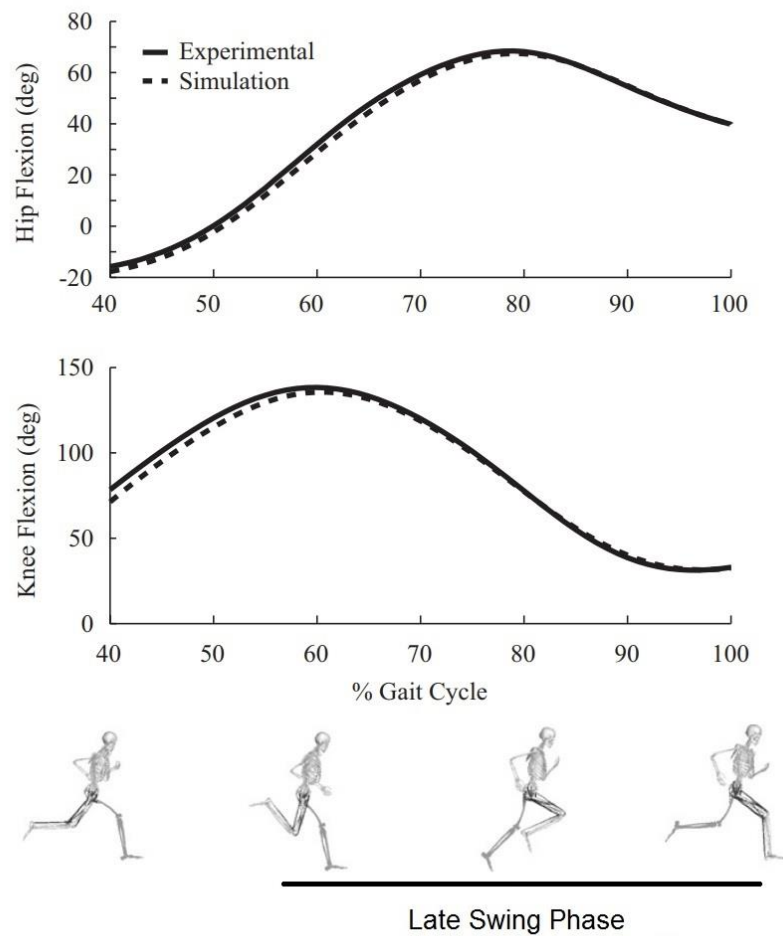 80
60
40
20
0
-20
Hip Flexion (deg)
Experimental
Simulation
40 50 60 70 80 90 100
150
100
50
0
Knee Flexion (deg)
40 50 60 70 80 90 100
% Gait Cycle
Late Swing Phase